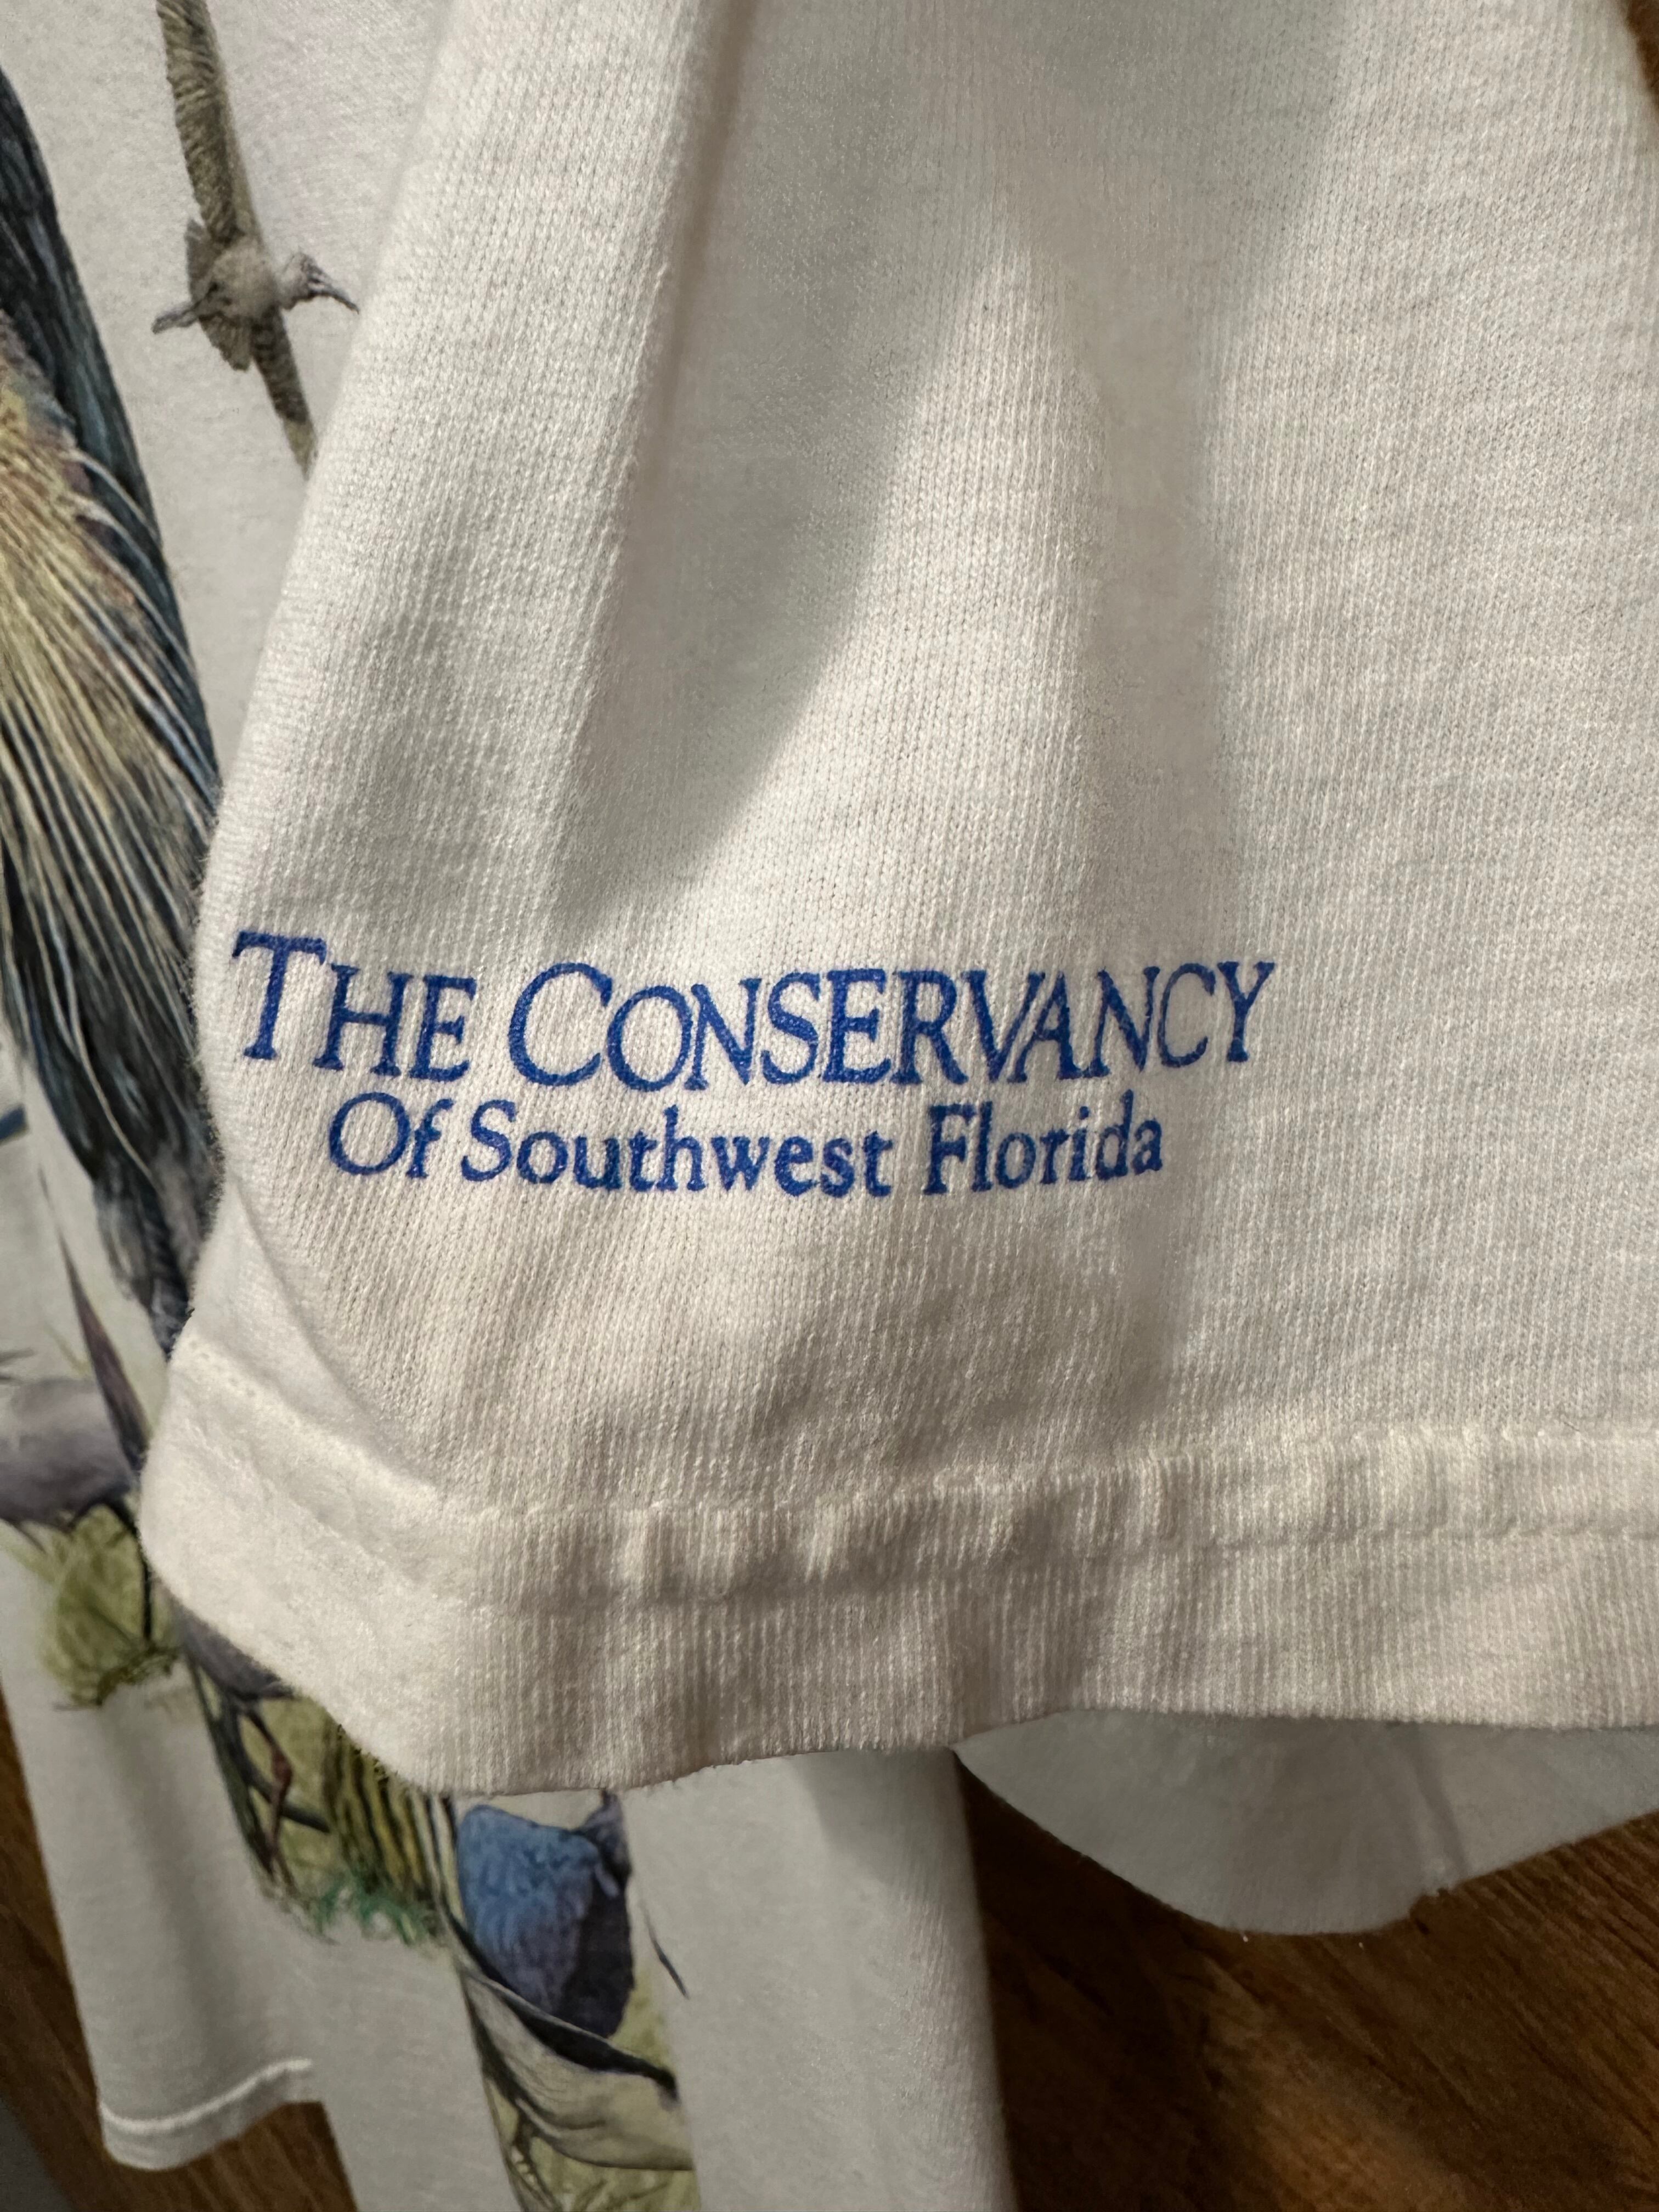 THE CONSERVANCY
Of Southwest Florida